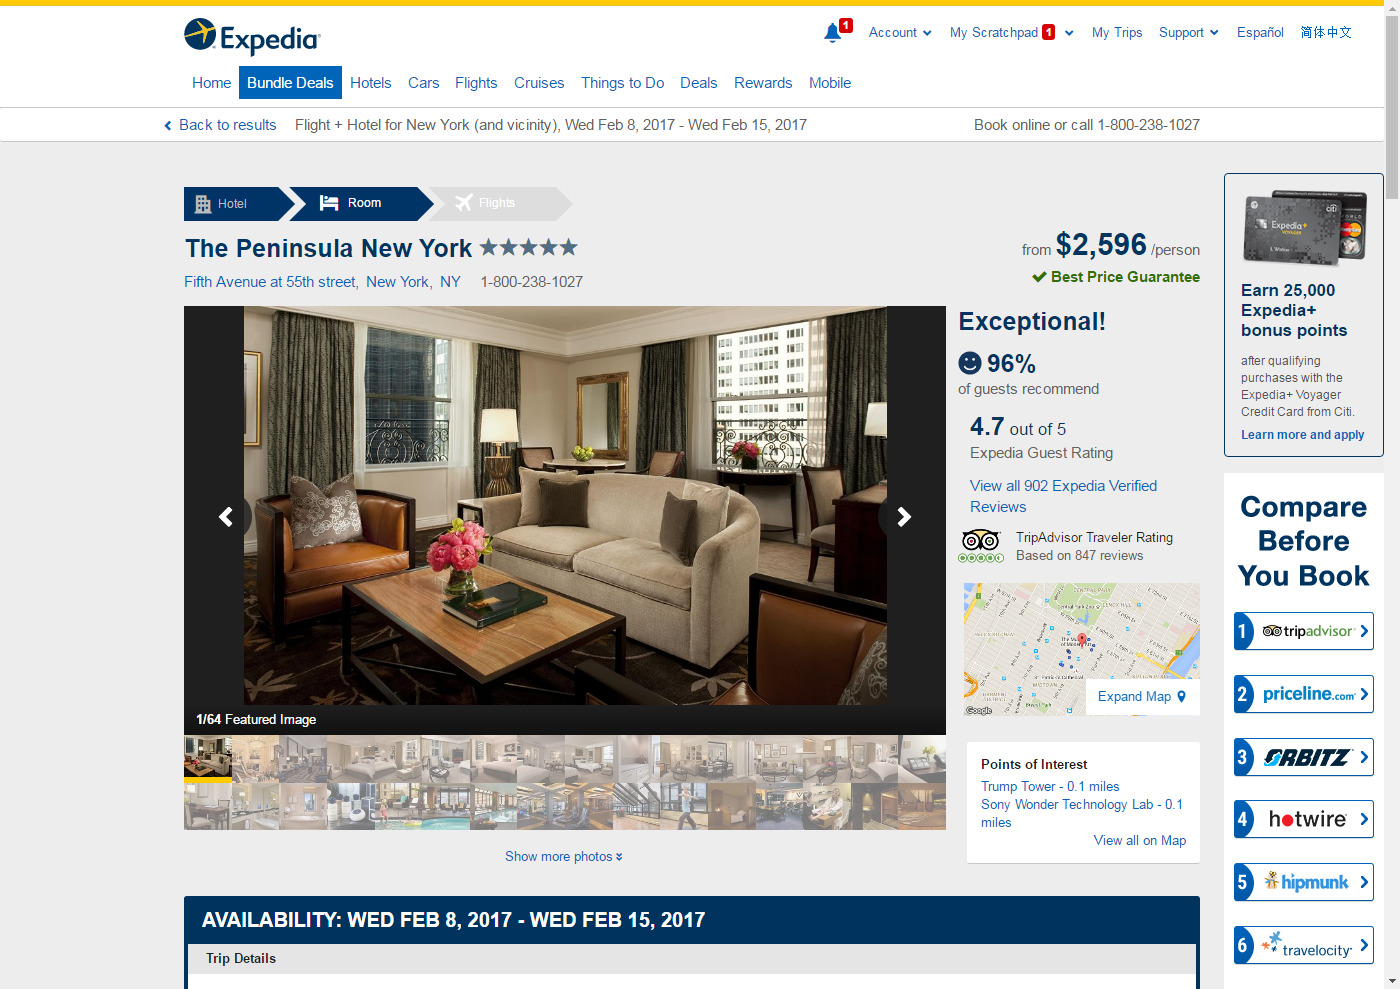 Expedia
1
Account
My Scratchpad 1
My Trips
Support
Español
简体中文
Home
Bundle Deals
Hotels
Cars
Flights
Cruises
Things to Do
Deals
Rewards
Mobile
Back to results
Flight + Hotel for New York (and vicinity), Wed Feb 8, 2017 - Wed Feb 15, 2017
Book online or call 1-800-238-1027
Hotel
Room
Flights
The Peninsula New York
Fifth Avenue at 55th street, New York, NY 1-800-238-1027
from $2,596 /person
Best Price Guarantee
1/64 Featured Image
Show more photos
Exceptional!
96%
of guests recommend
4.7 out of 5
Expedia Guest Rating
View all 902 Expedia Verified
Reviews
TripAdvisor Traveler Rating
Based on 847 reviews
Google
Expand Map
Points of Interest
Trump Tower - 0.1 miles
Sony Wonder Technology Lab - 0.1
miles
View all on Map
AVAILABILITY: WED FEB 8, 2017 - WED FEB 15, 2017
Trip Details
citi
Expedia+
VOYAGER
Earn 25,000
Expedia+
bonus points
after qualifying
purchases with the
Expedia+ Voyager
Credit Card from Citi.
Learn more and apply
Compare
Before
You Book
1 tripadvisor
2 priceline.com
3 ORBITZ
4 hotwire
5 hipmunk
6 travelocity